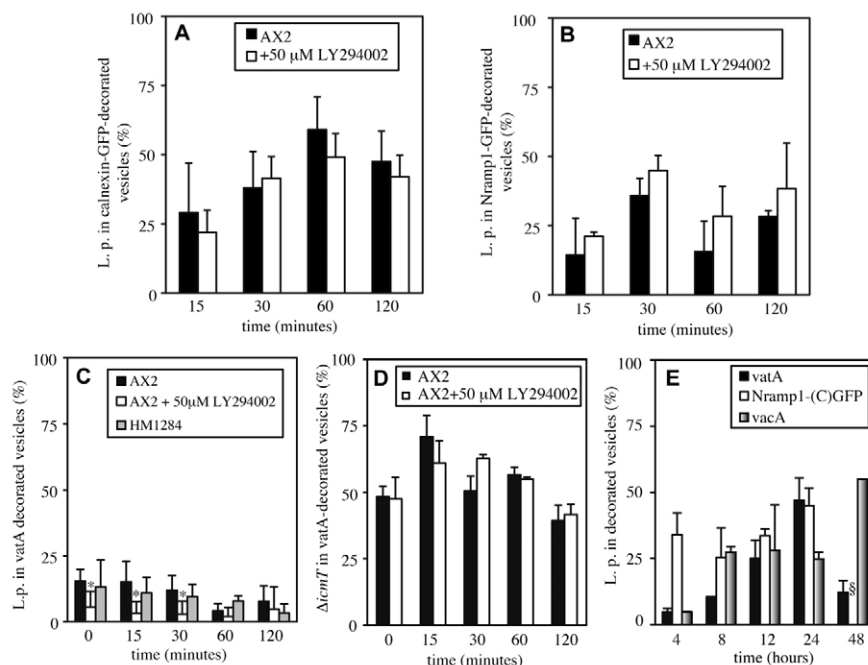 A
AX2
+50 µM LY294002
L. p. in calnexin-GFP-decorated
vesicles (%)
100
75
50
25
0
15 30 60 120
time (minutes)
B
AX2
+50 µM LY294002
L. p. in Nramp1-GFP-decorated
vesicles (%)
100
75
50
25
0
15 30 60 120
time (minutes)
C
AX2
AX2 + 50µM LY294002
HM1284
L.p. in vatA decorated vesicles (%)
100
75
50
25
0
* * *
0 15 30 60 120
time (minutes)
D
AX2
AX2+50 µM LY294002
ΔicmT in vatA-decorated vesicles (%)
100
75
50
25
0
0 15 30 60 120
time (minutes)
E
vatA
Nramp1-(C)GFP
vacA
L. p. in decorated vesicles (%)
100
75
50
25
0
§
4 8 12 24 48
time (hours)